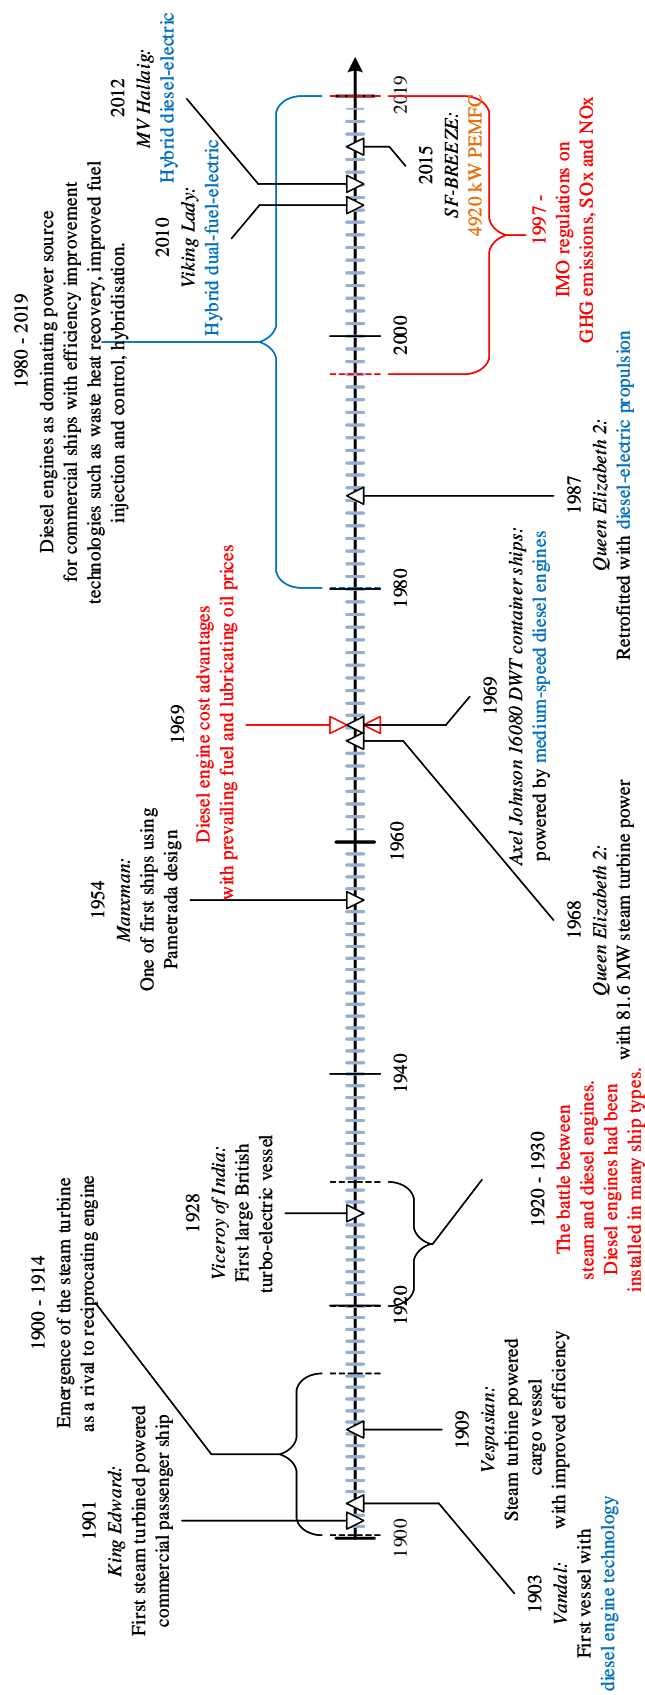 1900 - 1914
Emergence of the steam turbine
as a rival to reciprocating engine
1901
King Edward:
First steam turbined powered
commercial passenger ship
1928
Viceroy of India:
First large British
turbo-electric vessel
1954
Manxman:
One of first ships using
Pametrada design
1969
Diesel engine cost advantages
with prevailing fuel and lubricating oil prices
1980 - 2019
Diesel engines as dominating power source
for commercial ships with efficiency improvement
technologies such as waste heat recovery, improved fuel
injection and control, hybridisation.
2010
Viking Lady:
Hybrid dual-fuel-electric
2012
MV Hallaig:
Hybrid diesel-electric
1900
1920
1940
1960
1980
2000
2019
1903
Vandal:
First vessel with
diesel engine technology
1909
Vespasian:
Steam turbine powered
cargo vessel
with improved efficiency
1920 - 1930
The battle between
steam and diesel engines.
Diesel engines had been
installed in many ship types.
1968
Queen Elizabeth 2:
with 81.6 MW steam turbine power
1969
Axel Johnson 16080 DWT container ships:
powered by medium-speed diesel engines
1987
Queen Elizabeth 2:
Retrofitted with diesel-electric propulsion
1997 -
IMO regulations on
GHG emissions, SOx and NOx
2015
SF-BREEZE:
4920 kW PEMFC